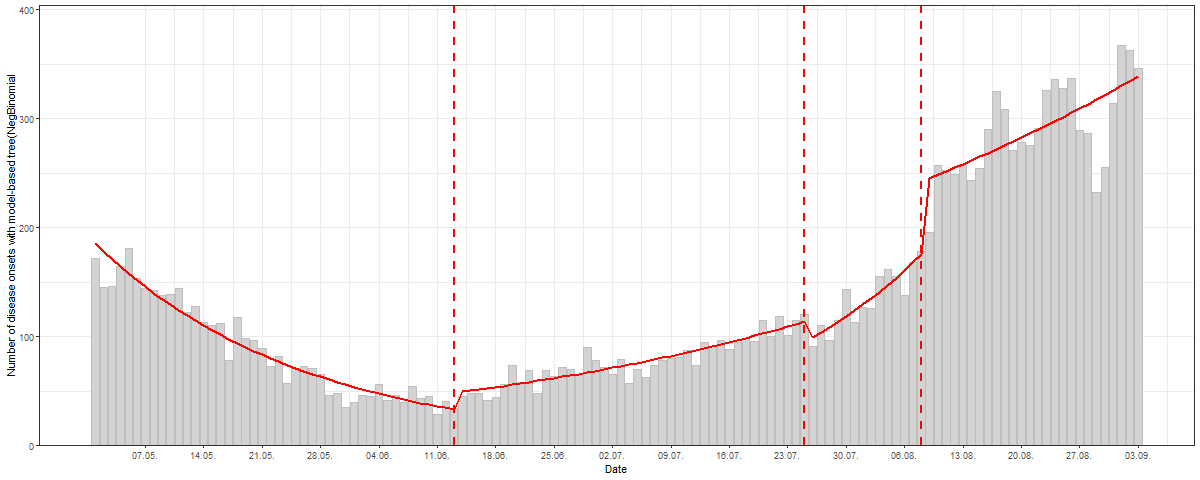 Number of disease onsets with model-based tree(NegBinomial
400
300
200
100
0
07.05. 14.05. 21.05. 28.05. 04.06. 11.06. 18.06. 25.06. 02.07. 09.07. 16.07. 23.07. 30.07. 06.08. 13.08. 20.08. 27.08. 03.09.
Date